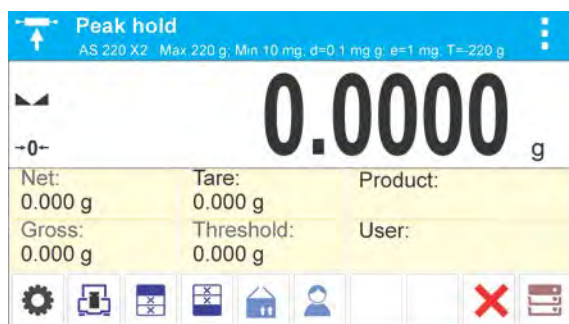 Peak hold
AS 220 X2 Max 220 g; Min 10 mg; d=0.1 mg g; e=1 mg; T=-220 g
→0←
0.0000 g
Net: Tare: Product:
0.000 g 0.000 g
Gross: Threshold: User:
0.000 g 0.000 g